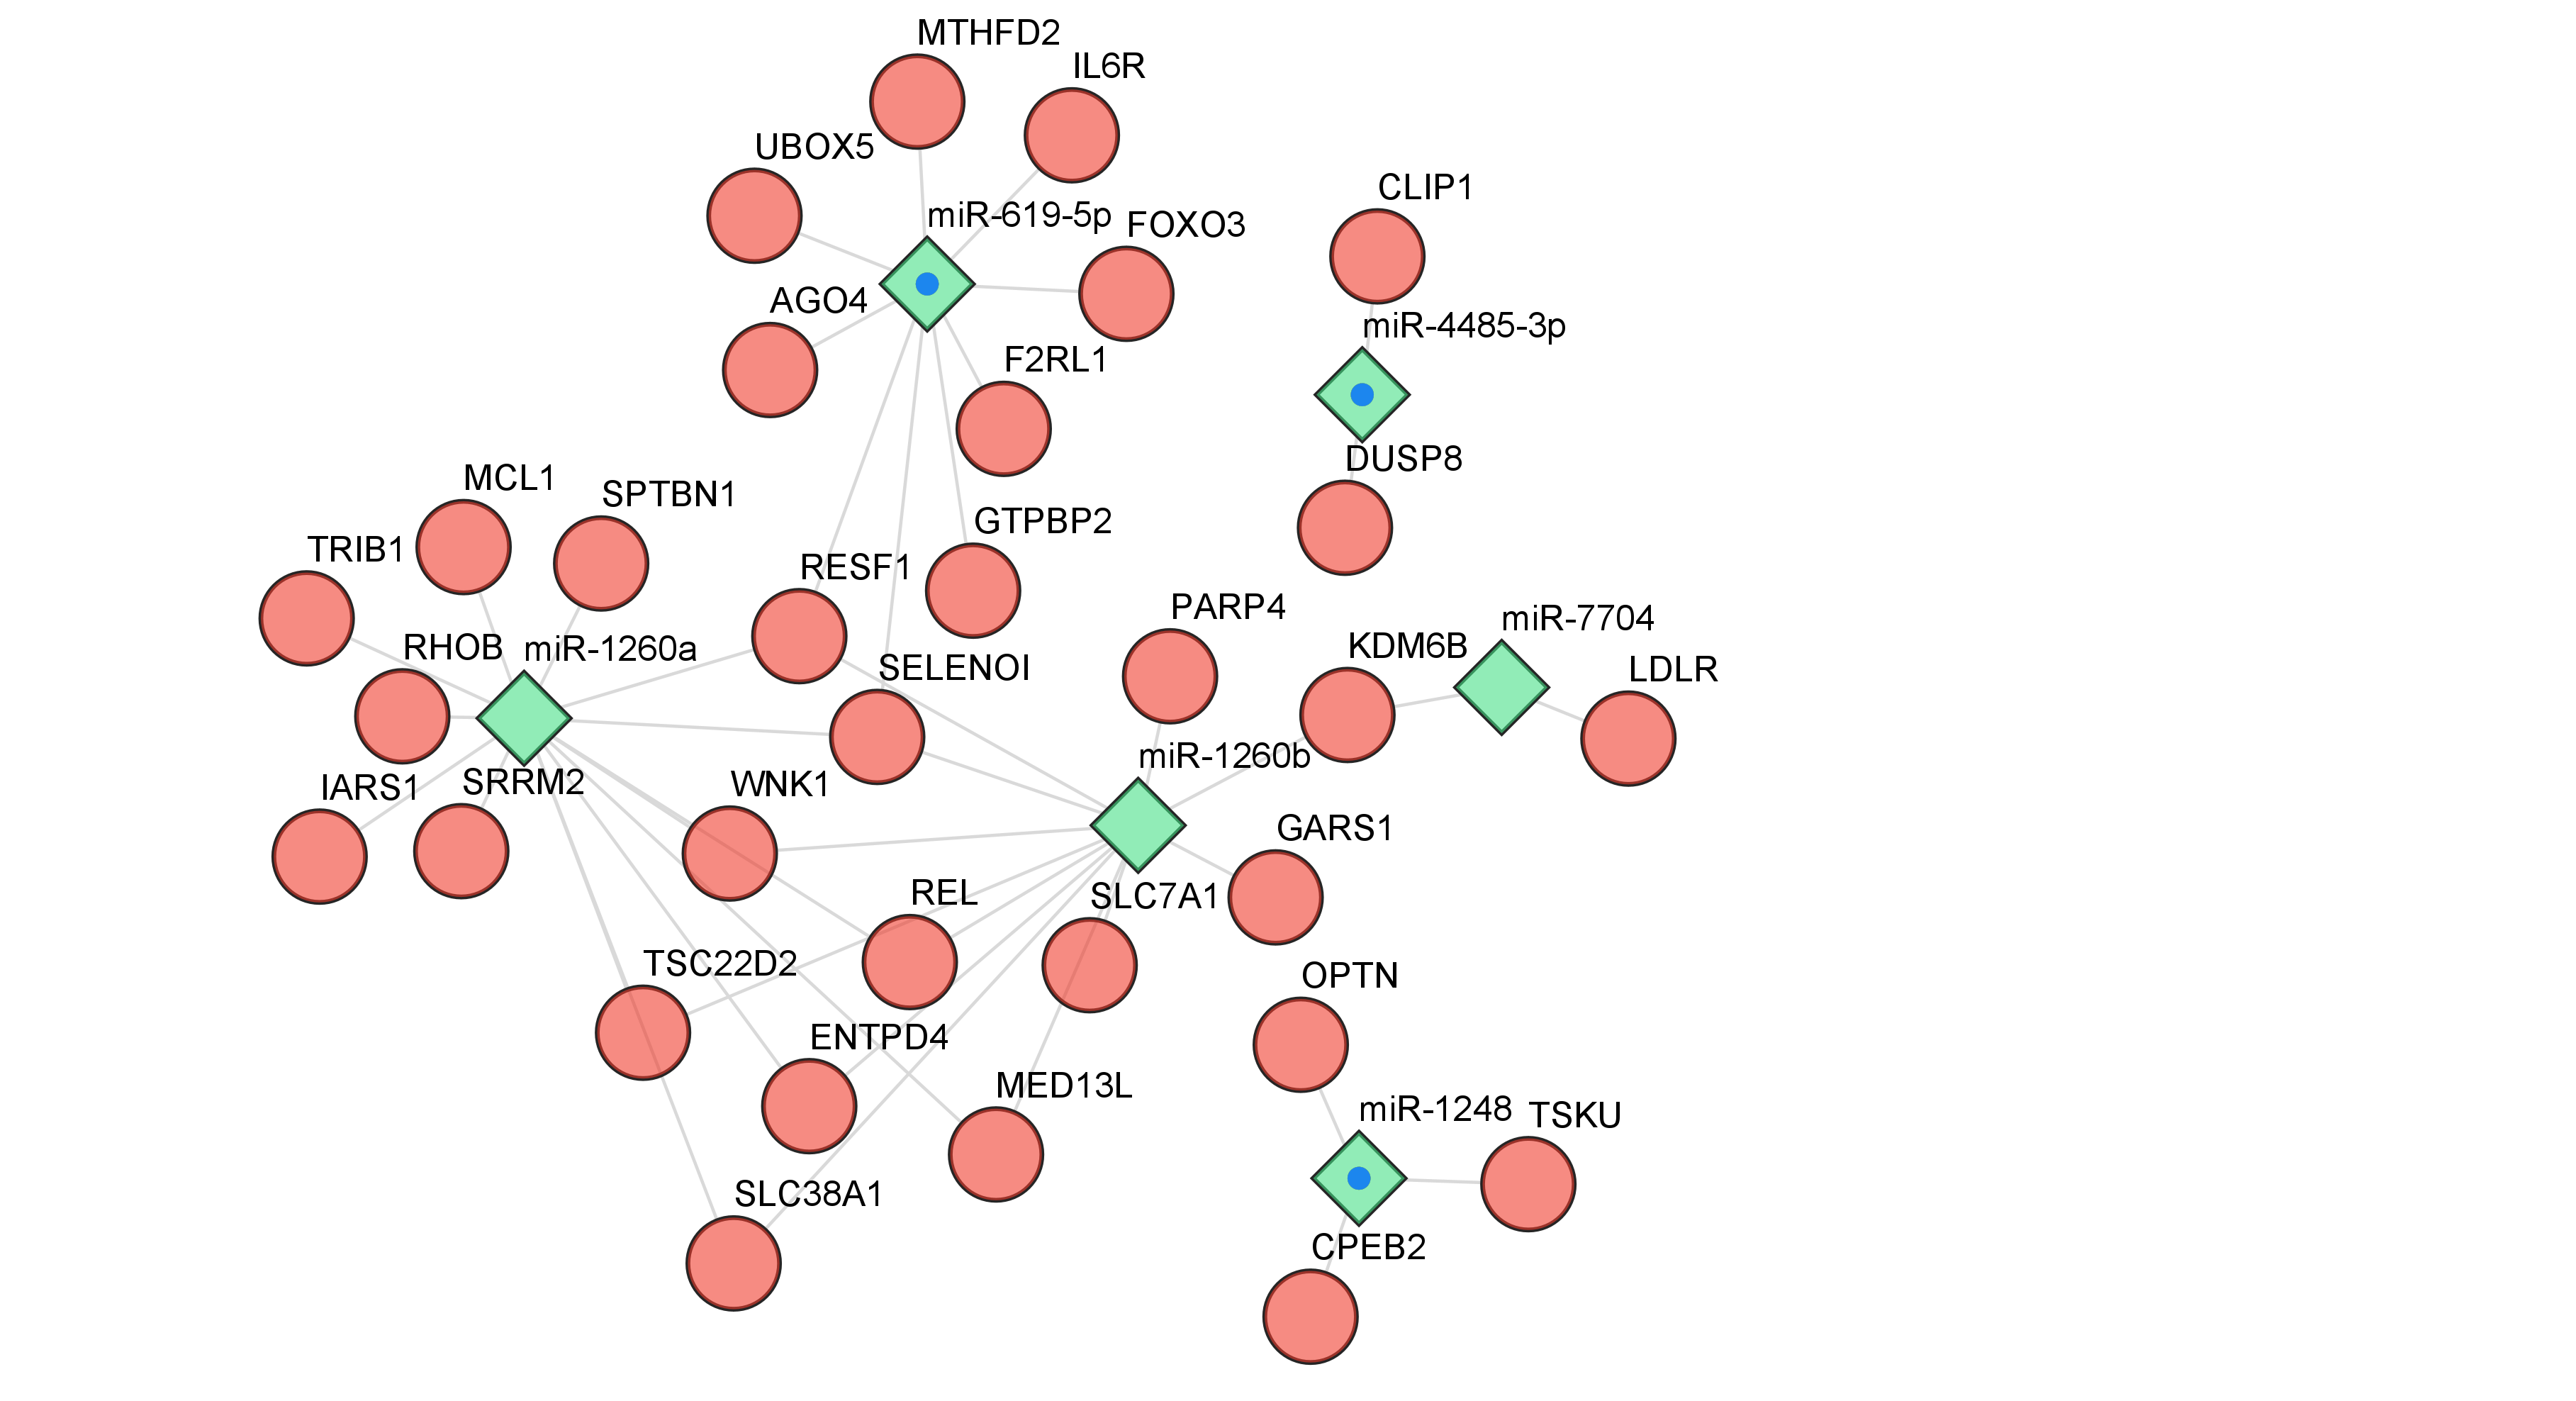 MTHFD2
IL6R
UBOX5
CLIP1
miR-619-5p
FOXO3
AGO4
miR-4485-3p
F2RL1
DUSP8
MCL1
SPTBN1
GTPBP2
TRIB1
RESF1
PARP4
miR-7704
RHOB
miR-1260a
KDM6B
SELENOI
LDLR
miR-1260b
IARS1
SRRM2
WNK1
GARS1
REL
SLC7A1
TSC22D2
OPTN
ENTPD4
MED13L
miR-1248
TSKU
SLC38A1
CPEB2